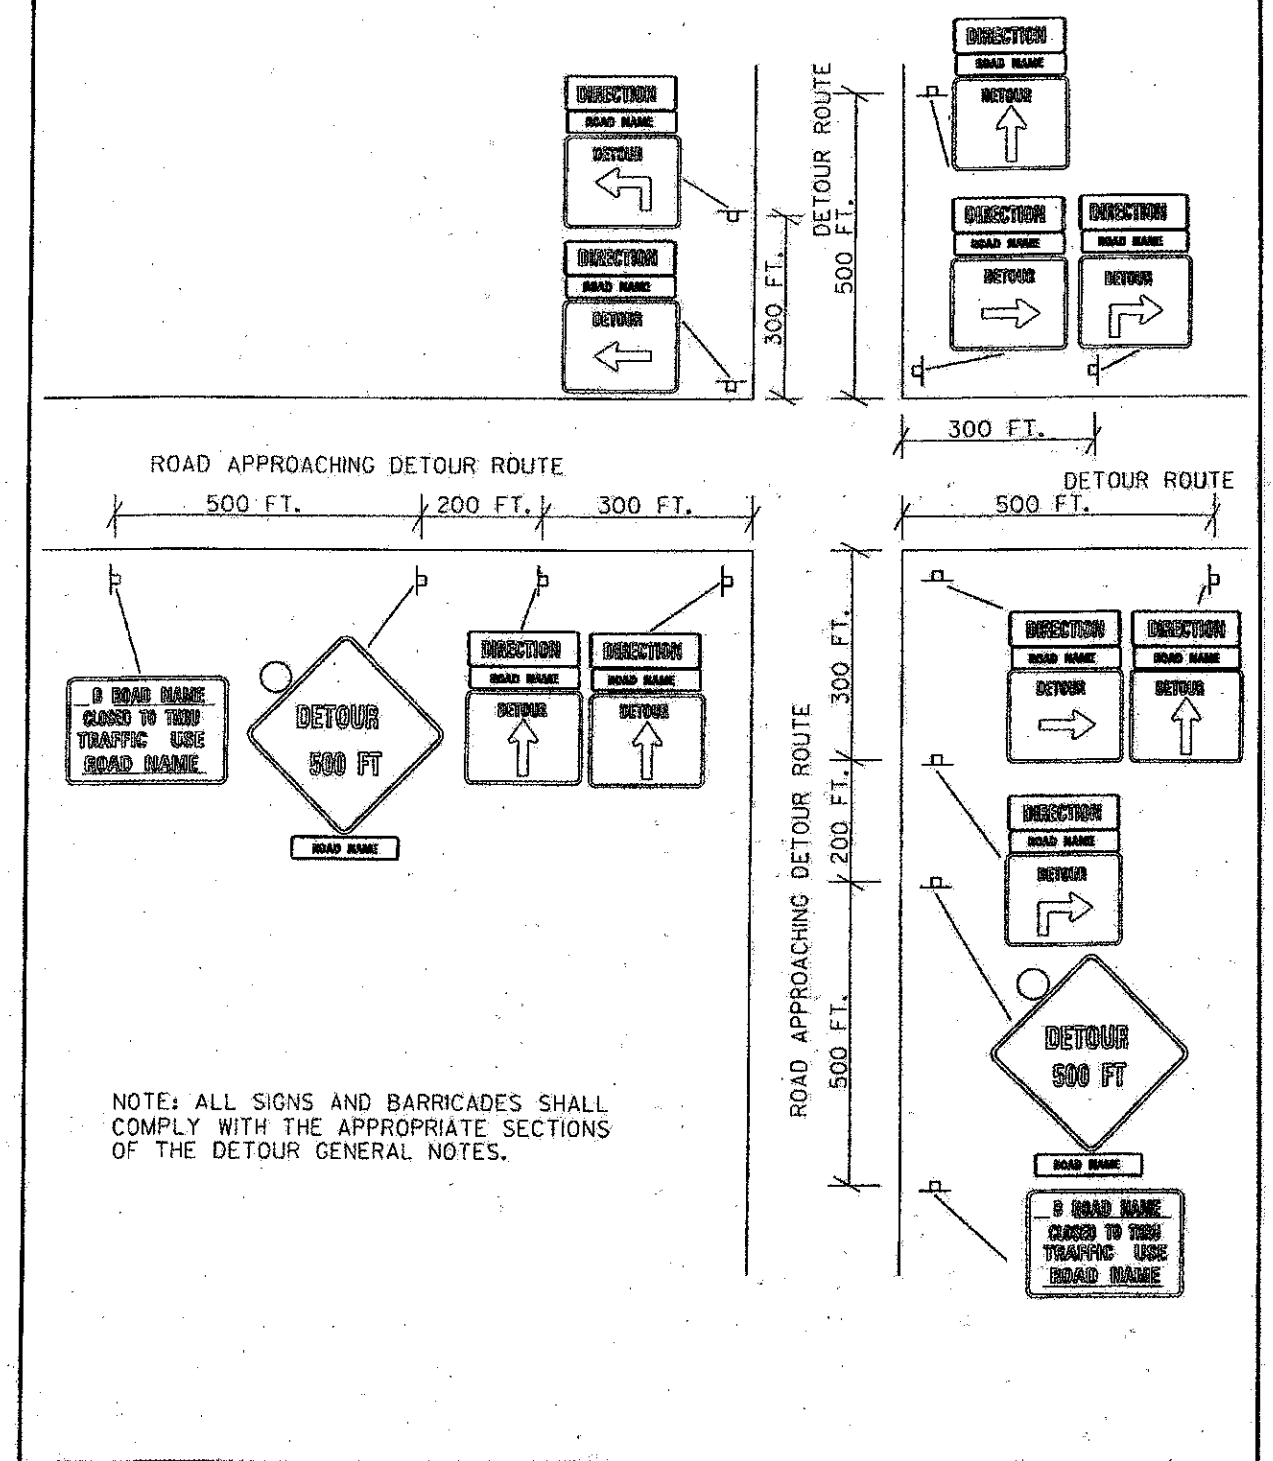 DIRECTION
ROAD NAME
DETOUR
DIRECTION
ROAD NAME
DETOUR
DETOUR ROUTE
500 FT.
300 FT.
DIRECTION
ROAD NAME
DETOUR
DIRECTION
ROAD NAME
DETOUR
DIRECTION
ROAD NAME
DETOUR
300 FT.
ROAD APPROACHING DETOUR ROUTE
500 FT.
200 FT.
300 FT.
DETOUR ROUTE
500 FT.
B ROAD NAME
CLOSED TO THRU
TRAFFIC USE
ROAD NAME
DETOUR
500 FT
ROAD NAME
DIRECTION
ROAD NAME
DETOUR
DIRECTION
ROAD NAME
DETOUR
ROAD APPROACHING DETOUR ROUTE
300 FT.
200 FT.
500 FT.
DIRECTION
ROAD NAME
DETOUR
DIRECTION
ROAD NAME
DETOUR
DIRECTION
ROAD NAME
DETOUR
DETOUR
500 FT
ROAD NAME
B ROAD NAME
CLOSED TO THRU
TRAFFIC USE
ROAD NAME
NOTE: ALL SIGNS AND BARRICADES SHALL
COMPLY WITH THE APPROPRIATE SECTIONS
OF THE DETOUR GENERAL NOTES.